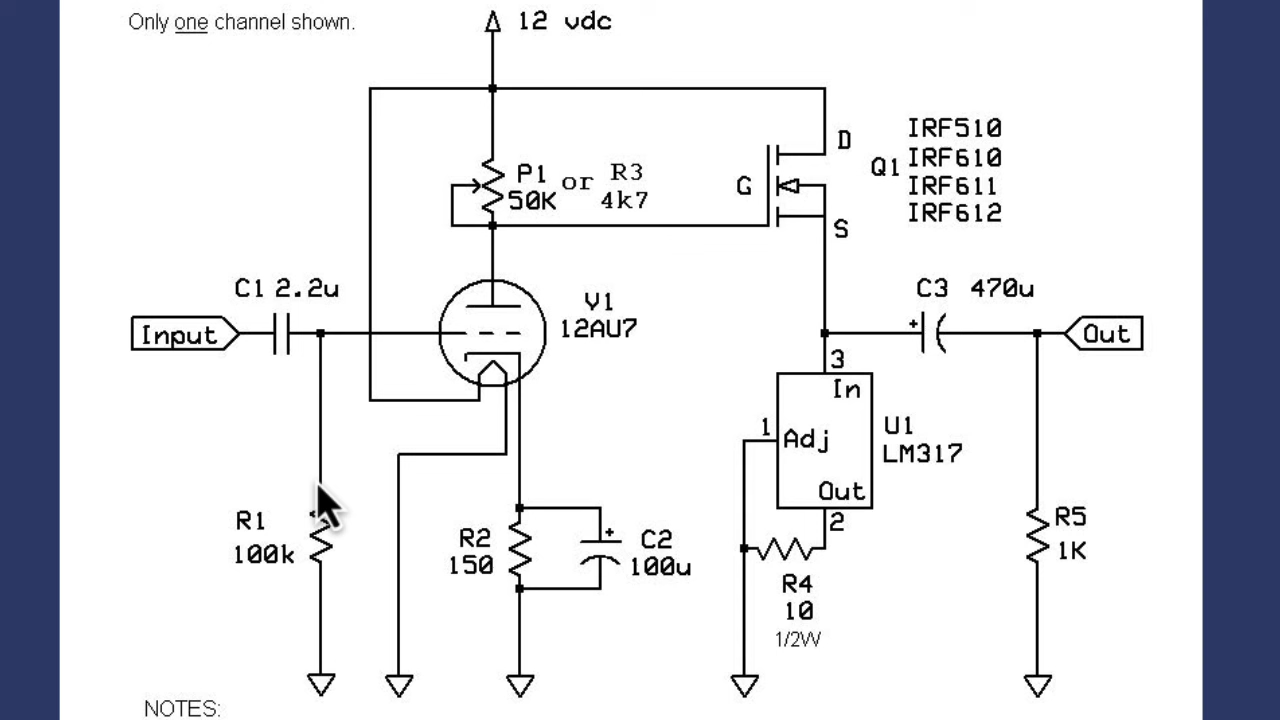 Only one channel shown.
12 vdc
D
IRF510
Q1 IRF610
IRF611
IRF612
G
S
P1 or R3
50K 4k7
C1 2.2u
V1
12AU7
C3 470u
Input
Out
3
In
1
Adj
U1
LM317
Out
2
R1
100k
R2
150
+
C2
100u
+
R4
10
1/2W
R5
1K
NOTES: